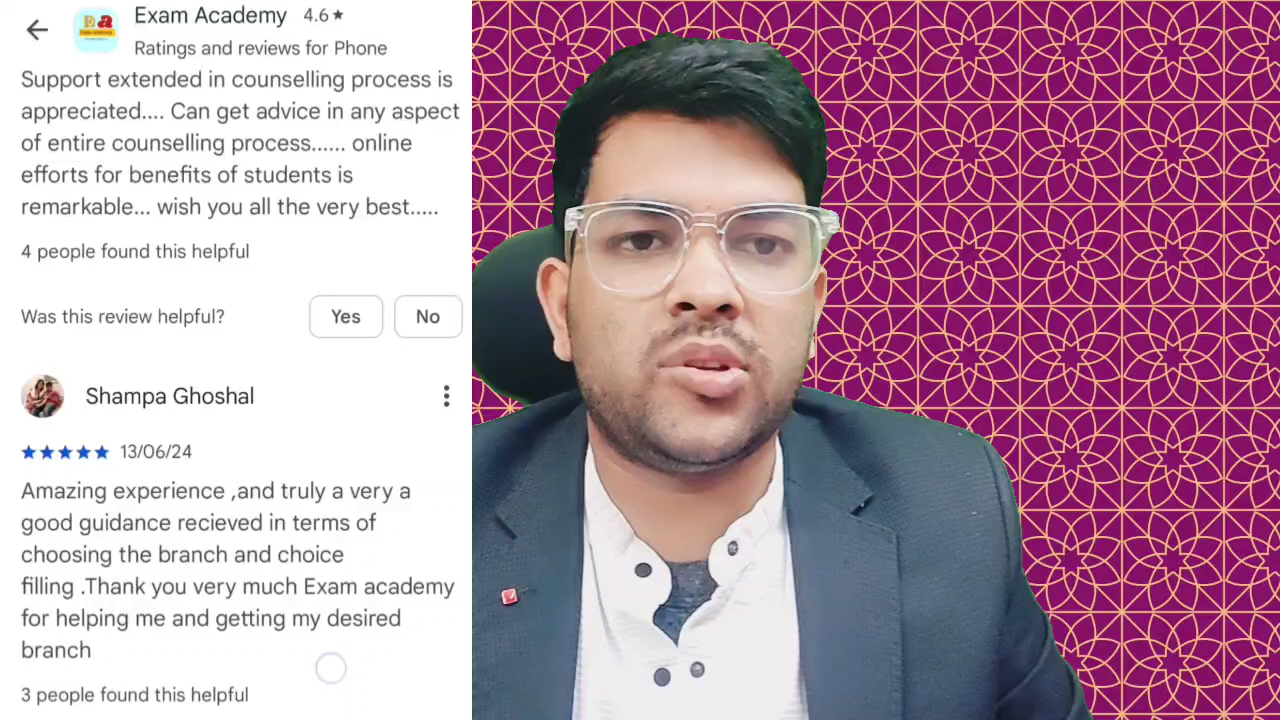 Exam Academy 4.6★
Ratings and reviews for Phone
Support extended in counselling process is
appreciated.... Can get advice in any aspect
of entire counselling process...... online
efforts for benefits of students is
remarkable... wish you all the very best.....
4 people found this helpful
Was this review helpful? Yes No
Shampa Ghoshal
13/06/24
Amazing experience ,and truly a very a
good guidance recieved in terms of
choosing the branch and choice
filling .Thank you very much Exam academy
for helping me and getting my desired
branch
3 people found this helpful